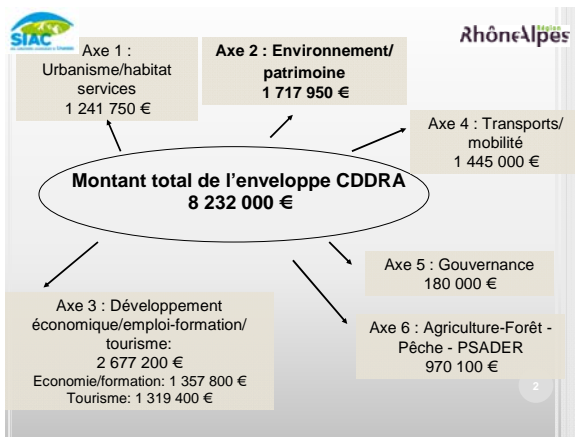 SIAC
Région
RhôneAlpes
Axe 1 :
Urbanisme/habitat
services
1 241 750 €
Axe 2 : Environnement/
patrimoine
1 717 950 €
Axe 4 : Transports/
mobilité
1 445 000 €
Montant total de l’enveloppe CDDRA
8 232 000 €
Axe 5 : Gouvernance
180 000 €
Axe 3 : Développement
économique/emploi-formation/
tourisme:
2 677 200 €
Economie/formation: 1 357 800 €
Tourisme: 1 319 400 €
Axe 6 : Agriculture-Forêt -
Pêche - PSADER
970 100 €
2